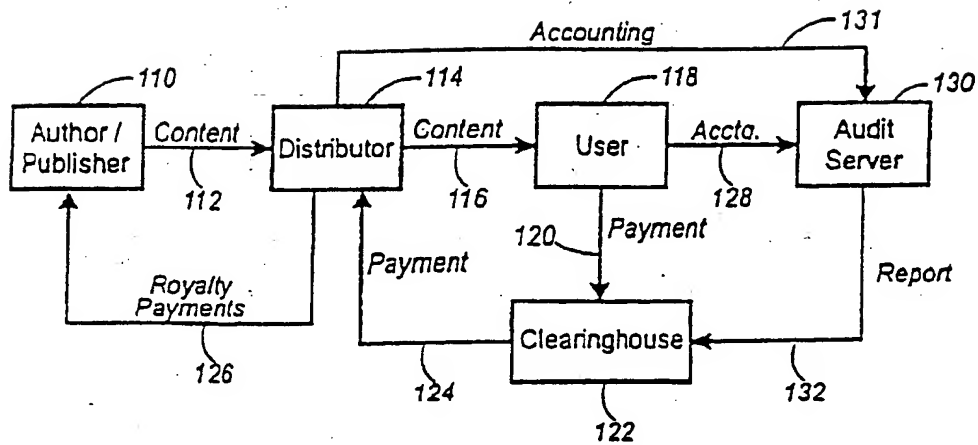 Accounting
131
110
114
118
130
Author /
Publisher
Content
112
Distributor
Content
116
User
Accta.
128
Audit
Server
120
Payment
Payment
Report
Royalty
Payments
126
124
Clearinghouse
122
132